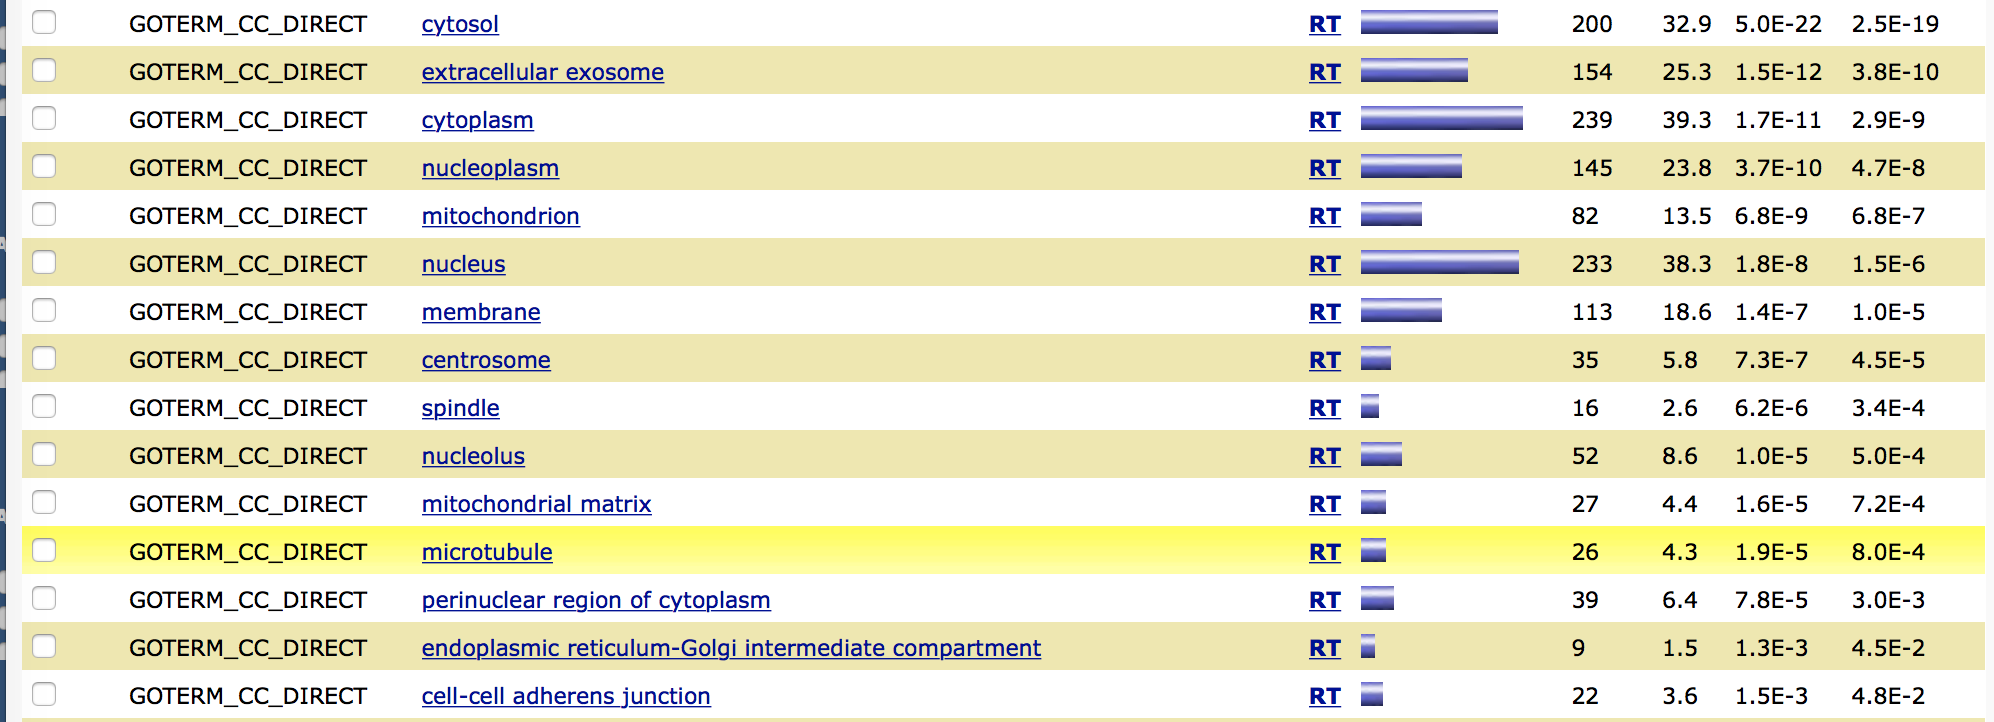 GOTERM_CC_DIRECT cytosol RT 200 32.9 5.0E-22 2.5E-19
GOTERM_CC_DIRECT extracellular exosome RT 154 25.3 1.5E-12 3.8E-10
GOTERM_CC_DIRECT cytoplasm RT 239 39.3 1.7E-11 2.9E-9
GOTERM_CC_DIRECT nucleoplasm RT 145 23.8 3.7E-10 4.7E-8
GOTERM_CC_DIRECT mitochondrion RT 82 13.5 6.8E-9 6.8E-7
GOTERM_CC_DIRECT nucleus RT 233 38.3 1.8E-8 1.5E-6
GOTERM_CC_DIRECT membrane RT 113 18.6 1.4E-7 1.0E-5
GOTERM_CC_DIRECT centrosome RT 35 5.8 7.3E-7 4.5E-5
GOTERM_CC_DIRECT spindle RT 16 2.6 6.2E-6 3.4E-4
GOTERM_CC_DIRECT nucleolus RT 52 8.6 1.0E-5 5.0E-4
GOTERM_CC_DIRECT mitochondrial matrix RT 27 4.4 1.6E-5 7.2E-4
GOTERM_CC_DIRECT microtubule RT 26 4.3 1.9E-5 8.0E-4
GOTERM_CC_DIRECT perinuclear region of cytoplasm RT 39 6.4 7.8E-5 3.0E-3
GOTERM_CC_DIRECT endoplasmic reticulum-Golgi intermediate compartment RT 9 1.5 1.3E-3 4.5E-2
GOTERM_CC_DIRECT cell-cell adherens junction RT 22 3.6 1.5E-3 4.8E-2